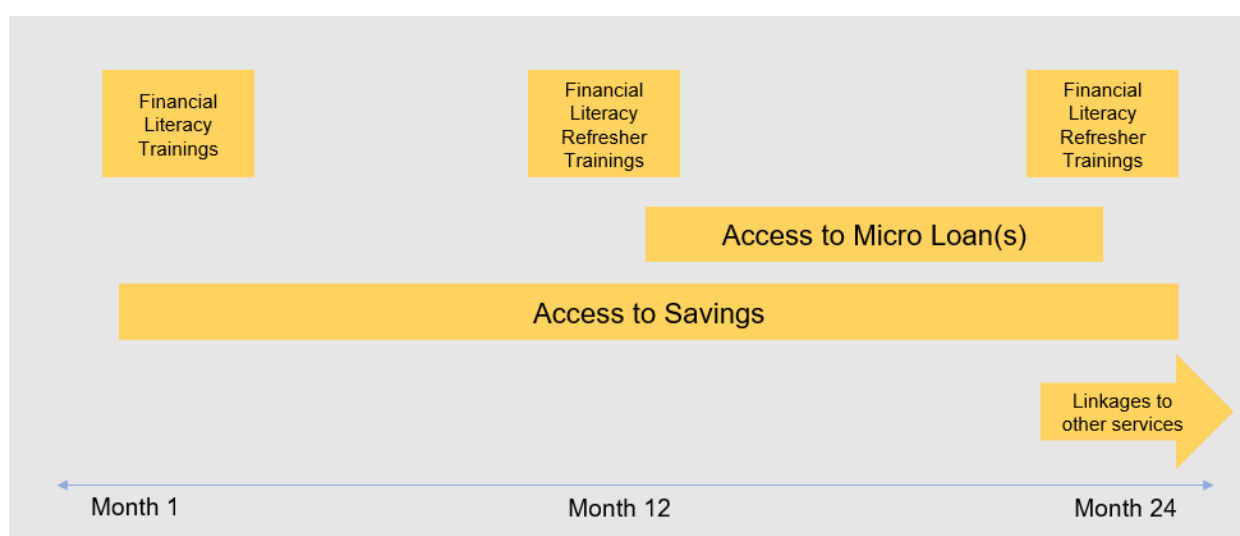 Financial
Literacy
Trainings
Financial
Literacy
Refresher
Trainings
Financial
Literacy
Refresher
Trainings
Access to Micro Loan(s)
Access to Savings
Linkages to
other services
Month 1
Month 12
Month 24